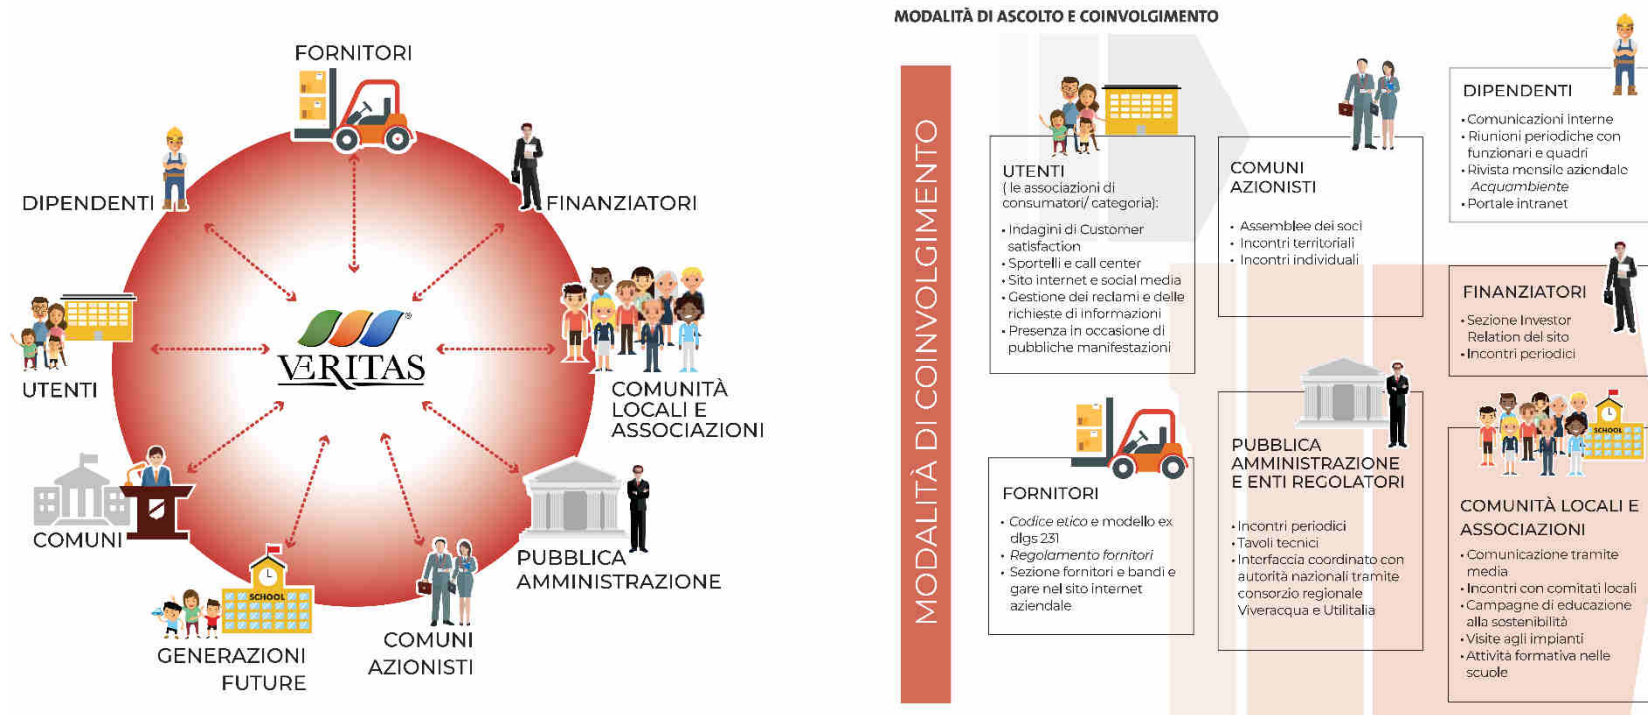 FORNITORI
DIPENDENTI
FINANZIATORI
VERITAS®
UTENTI
COMUNITÀ
LOCALI E
ASSOCIAZIONI
COMUNI
PUBBLICA
AMMINISTRAZIONE
SCHOOL
GENERAZIONI
FUTURE
COMUNI
AZIONISTI
MODALITÀ DI ASCOLTO E COINVOLGIMENTO
MODALITÀ DI COINVOLGIMENTO
UTENTI
( le associazioni di
consumatori/ categoria):
• Indagini di Customer
satisfaction
• Sportelli e call center
• Sito internet e social media
• Gestione dei reclami e delle
richieste di informazioni
• Presenza in occasione di
pubbliche manifestazioni
FORNITORI
• Codice etico e modello ex
dlgs 231
• Regolamento fornitori
• Sezione fornitori e bandi e
gare nel sito internet
aziendale
COMUNI
AZIONISTI
• Assemblee dei soci
• Incontri territoriali
• Incontri individuali
PUBBLICA
AMMINISTRAZIONE
E ENTI REGOLATORI
• Incontri periodici
• Tavoli tecnici
• Interfaccia coordinato con
autorità nazionali tramite
consorzio regionale
Viveracqua e Utilitalia
DIPENDENTI
• Comunicazioni interne
• Riunioni periodiche con
funzionari e quadri
• Rivista mensile aziendale
Acquambiente
• Portale intranet
FINANZIATORI
• Sezione Investor
Relation del sito
• Incontri periodici
SCHOOL
COMUNITÀ LOCALI E
ASSOCIAZIONI
• Comunicazione tramite
media
• Incontri con comitati locali
• Campagne di educazione
alla sostenibilità
• Visite agli impianti
• Attività formativa nelle
scuole